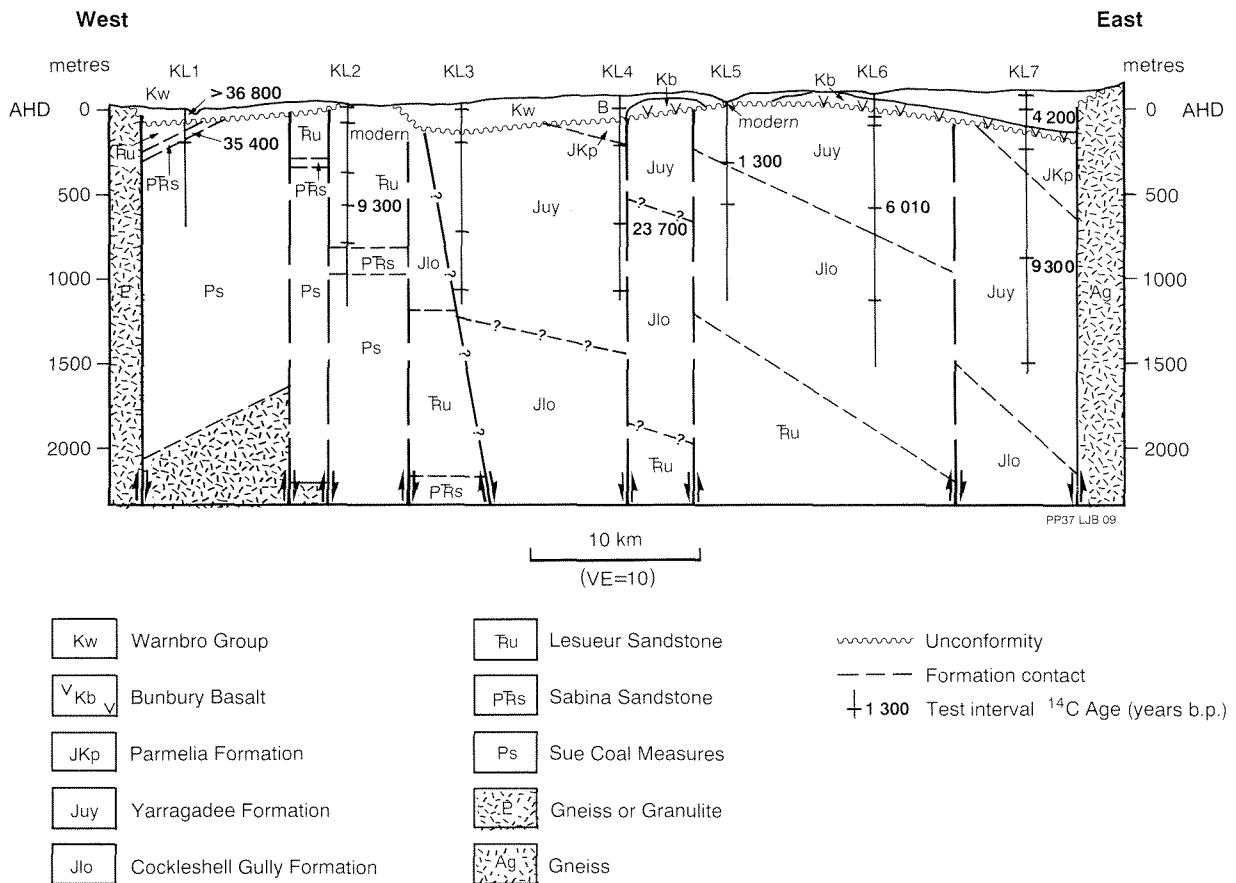 West East
metres KL1 KL2 KL3 KL4 Kb KL5 Kb KL6 KL7 metres
Kw > 36 800
AHD 0 Kw B modern 4 200 0 AHD
Ru 35 400 Ru modern JKp Juy Juy
PRs PRs Ru Juy 1 300 JKp
500 ? ? ? 500
9 300 23 700 6 010
PRs Jlo ? Jlo 9 300
1000 P Ps Ps Jlo Juy Ag 1000
Ps ? ? ? ?
1500 1500
Ru ? Jlo ? ? Ru
2000 ? Ru Jlo 2000
PRs ?
PP37 LJB 09
10 km
(VE=10)
Kw Warnbro Group
Kb Bunbury Basalt
JKp Parmelia Formation
Juy Yarragadee Formation
Jlo Cockleshell Gully Formation
Ru Lesueur Sandstone
PRs Sabina Sandstone
Ps Sue Coal Measures
P Gneiss or Granulite
Ag Gneiss
Unconformity
Formation contact
1 300 Test interval ¹⁴C Age (years b.p.)